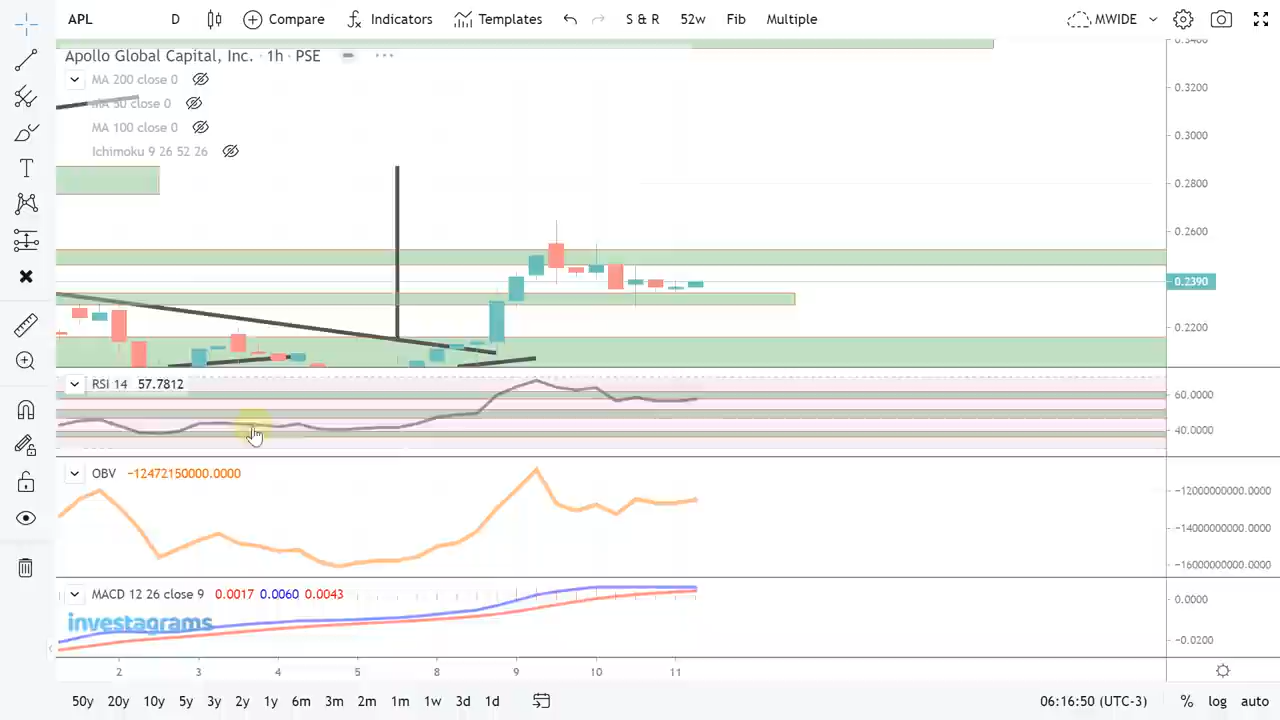 APL D Compare Indicators Templates S & R 52w Fib Multiple MWIDE
Apollo Global Capital, Inc. · 1h · PSE
MA 200 close 0
MA 50 close 0
MA 100 close 0
Ichimoku 9 26 52 26
0.3400
0.3200
0.3000
0.2800
0.2600
0.2390
0.2200
RSI 14 57.7812
60.0000
40.0000
OBV −12472150000.0000
−12000000000.0000
−14000000000.0000
−16000000000.0000
MACD 12 26 close 9 0.0017 0.0060 0.0043
0.0000
investagrams
−0.0200
2 3 4 5 8 9 10 11
50y 20y 10y 5y 3y 2y 1y 6m 3m 2m 1m 1w 3d 1d 06:16:50 (UTC-3) % log auto